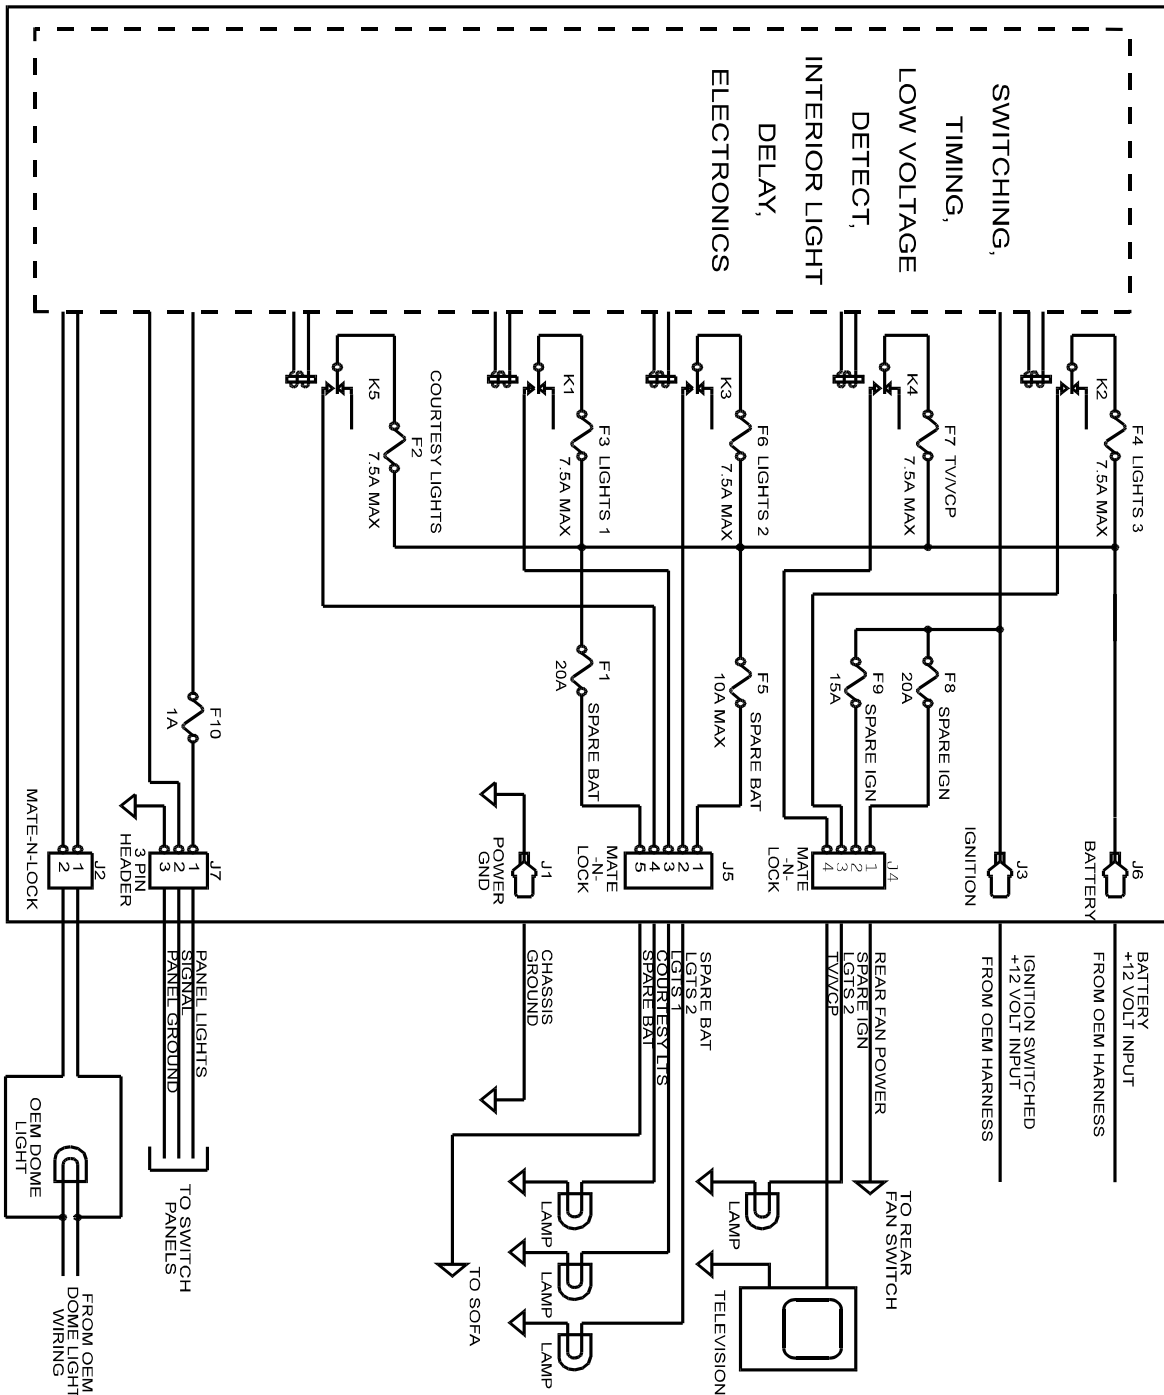 SWITCHING,
TIMING,
LOW VOLTAGE
DETECT,
INTERIOR LIGHT
DELAY,
ELECTRONICS
K2
F4 LIGHTS 3
7.5A MAX
K4
F7 TV/VCP
7.5A MAX
K3
F6 LIGHTS 2
7.5A MAX
K1
F3 LIGHTS 1
7.5A MAX
COURTESY LIGHTS
K5
F2
7.5A MAX
F8
20A
SPARE IGN
F9
15A
SPARE IGN
F5
10A MAX
SPARE BAT
F1
20A
SPARE BAT
F10
1A
J6
BATTERY
J3
IGNITION
J4
1
2
3
4
MATE
-N-
LOCK
J5
1
2
3
4
5
MATE
-N-
LOCK
J1
POWER
GND
J7
1
2
3
3 PIN
HEADER
J2
1
2
MATE-N-LOCK
BATTERY
+12 VOLT INPUT
FROM OEM HARNESS
IGNITION SWITCHED
+12 VOLT INPUT
FROM OEM HARNESS
REAR FAN POWER
SPARE IGN
LGTS 2
TV/VCP
SPARE BAT
LGTS 2
LGTS 1
COURTESY LTS
SPARE BAT
CHASSIS
GROUND
PANEL LIGHTS
SIGNAL
PANEL GROUND
TO REAR
FAN SWITCH
LAMP
TELEVISION
LAMP
LAMP
LAMP
TO SOFA
TO SWITCH
PANELS
OEM DOME
LIGHT
FROM OEM
DOME LIGHT
WIRING